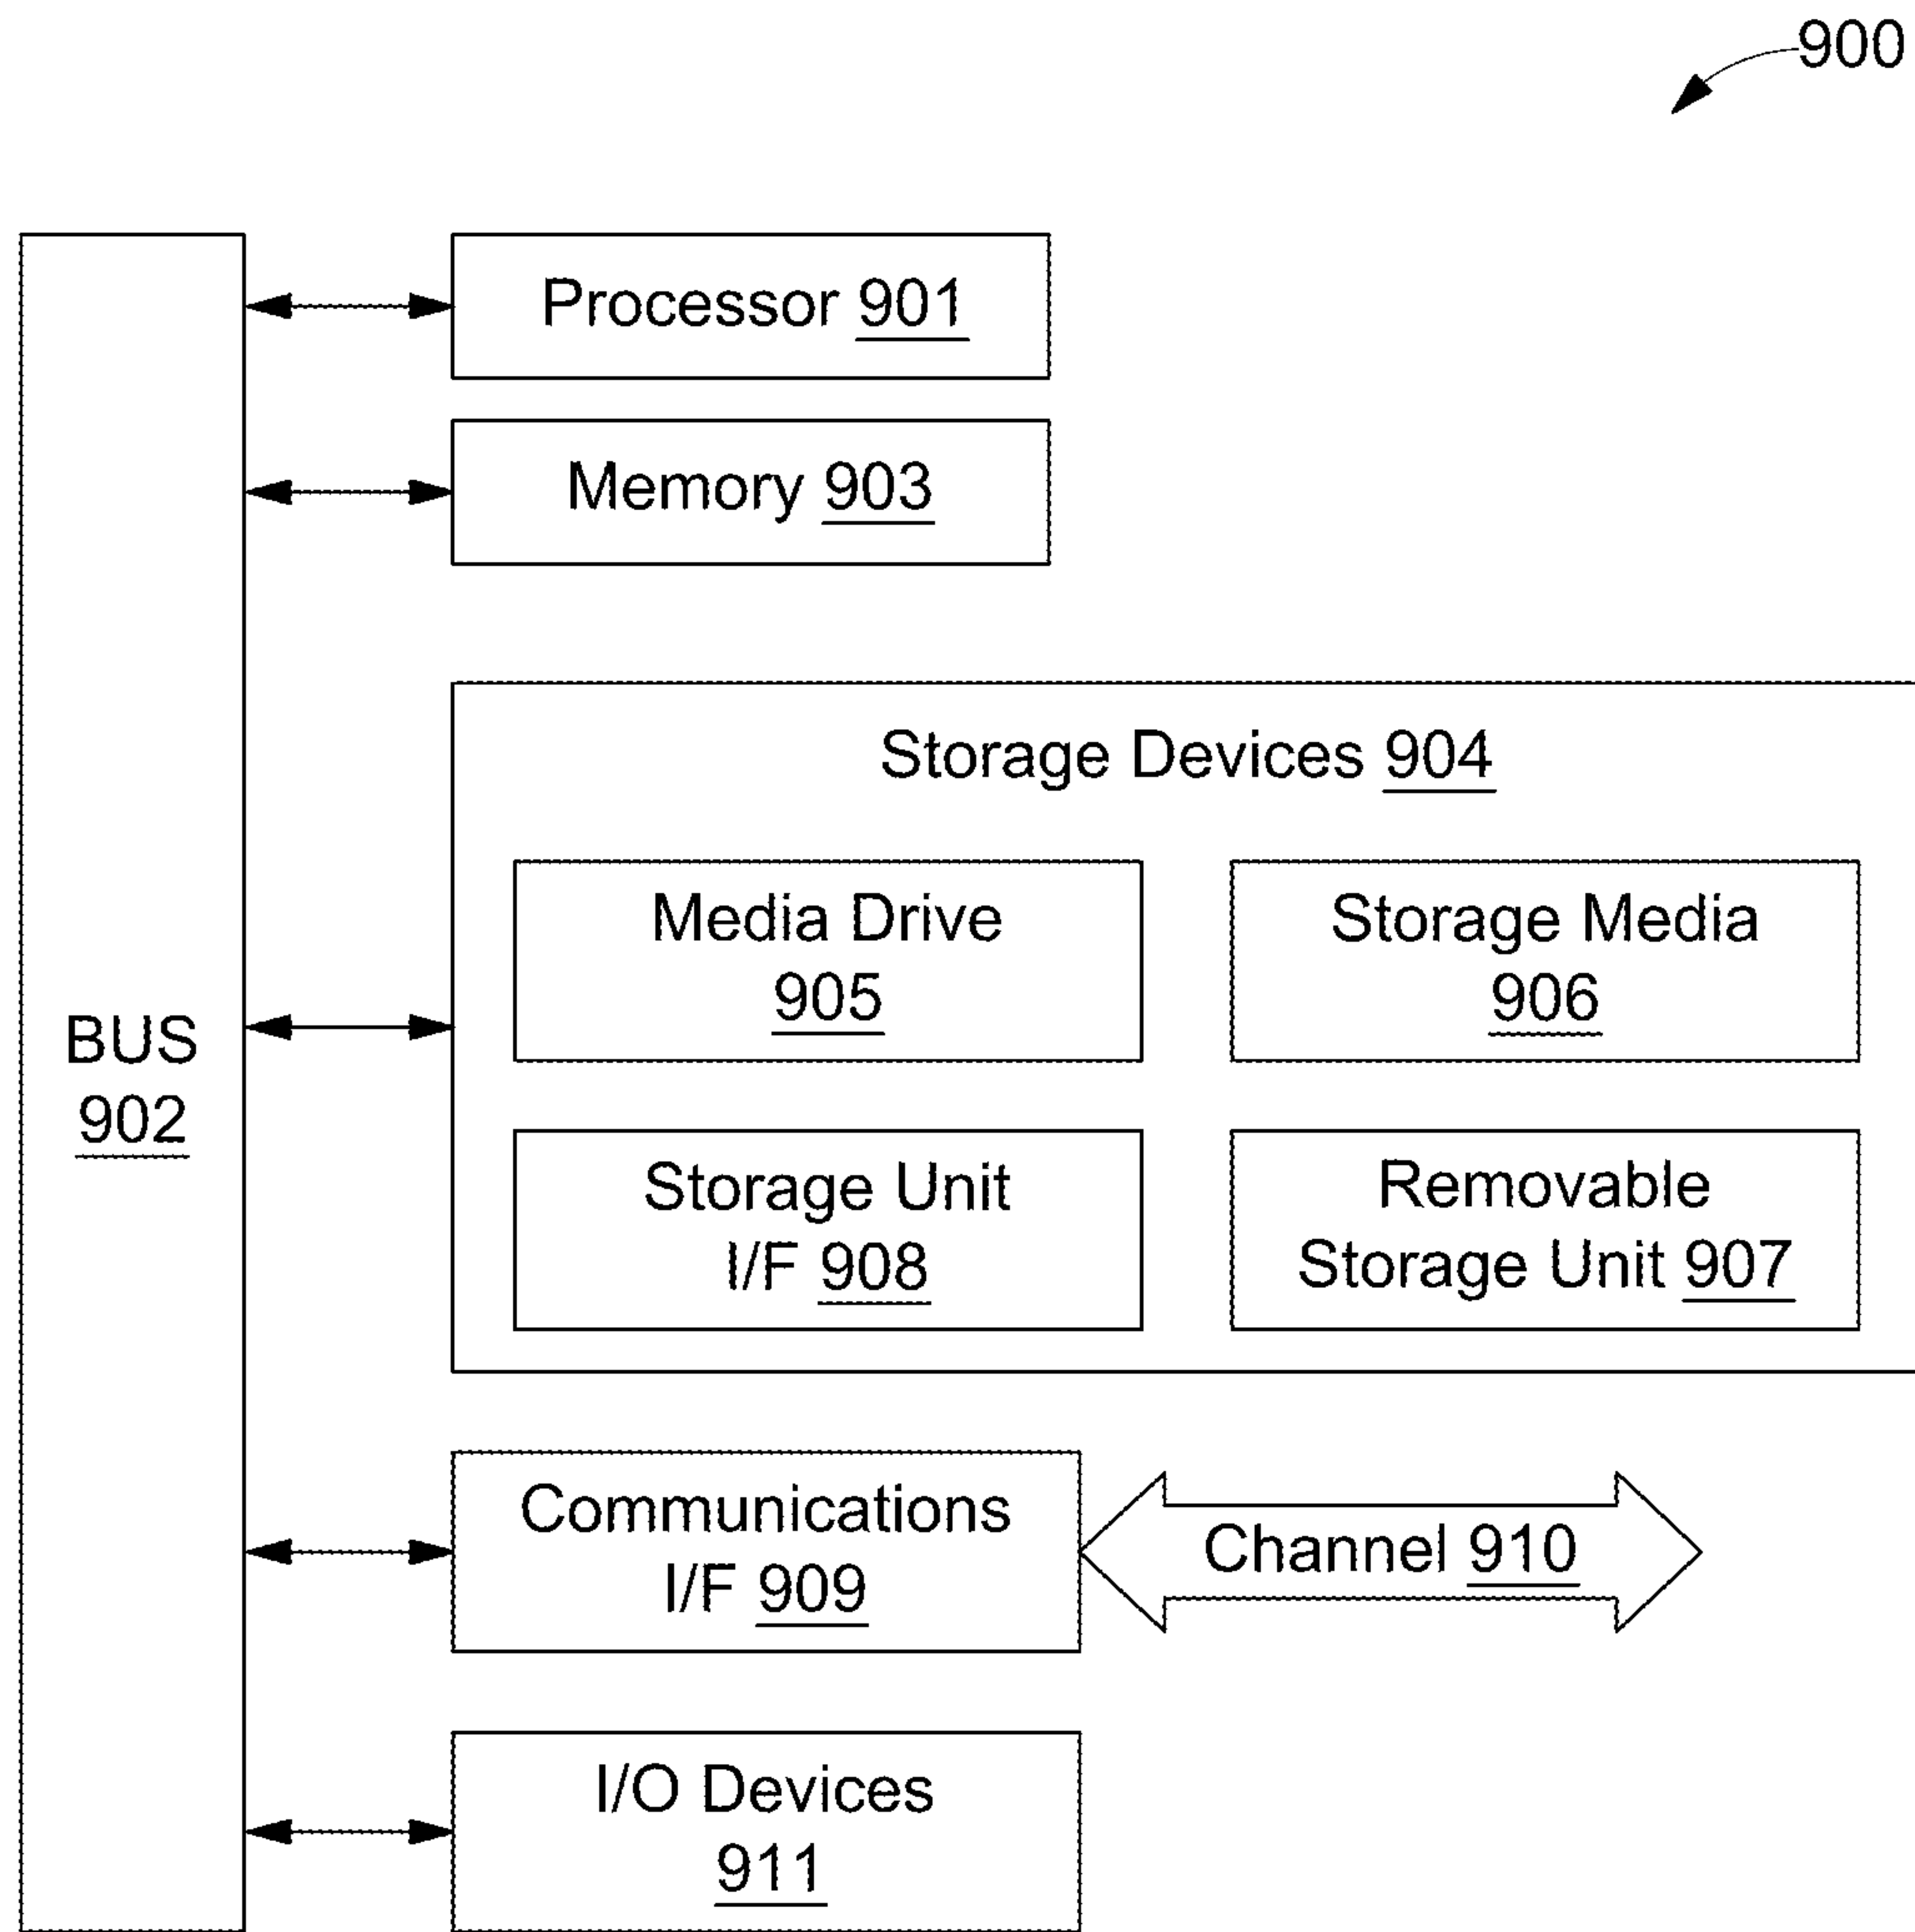 900
Processor 901
Memory 903
Storage Devices 904
Media Drive
905
Storage Media
906
BUS
902
Storage Unit
I/F 908
Removable
Storage Unit 907
Communications
I/F 909
Channel 910
I/O Devices
911